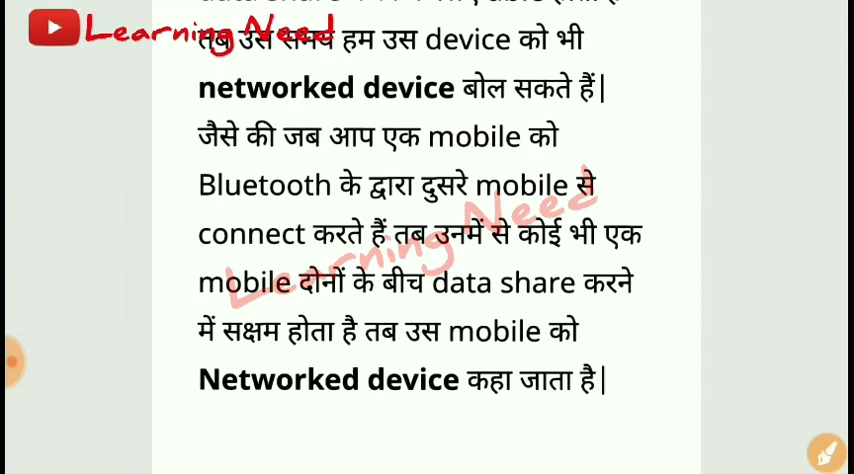 Learning Need
तब उस समय हम उस device को भी
networked device बोल सकते हैं|
जैसे की जब आप एक mobile को
Bluetooth के द्वारा दुसरे mobile से
connect करते हैं तब उनमें से कोई भी एक
mobile दोनों के बीच data share करने
में सक्षम होता है तब उस mobile को
Networked device कहा जाता है|
Learning Need